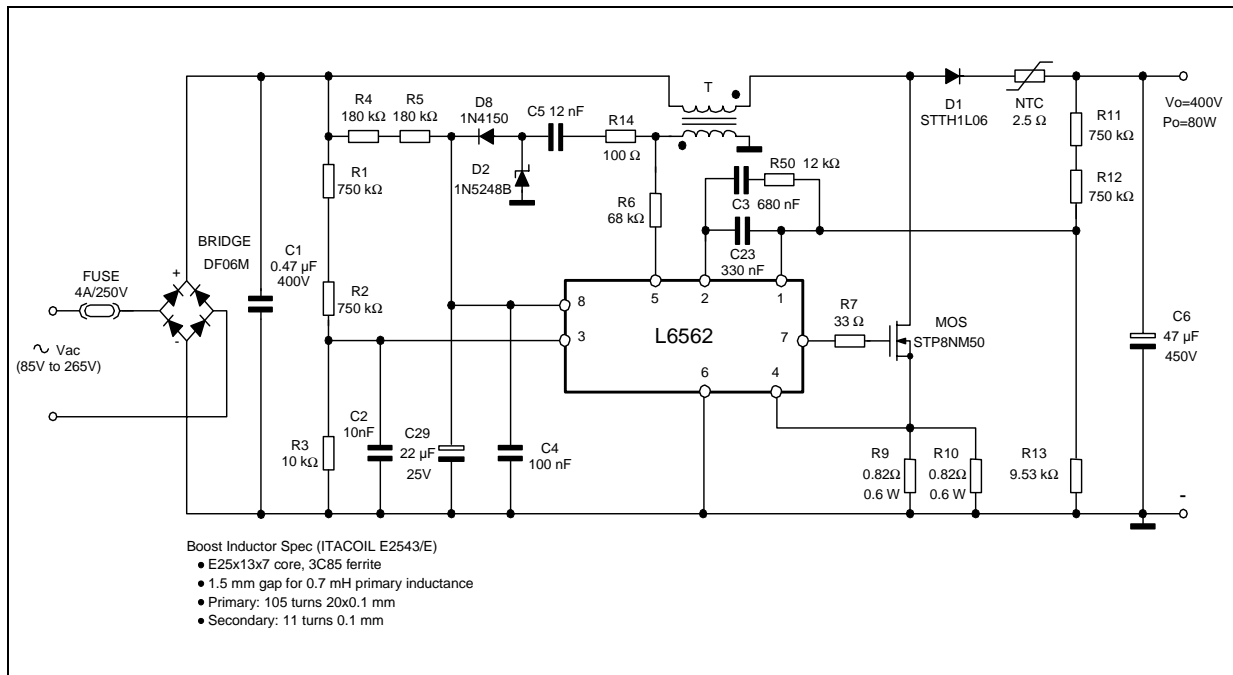 T
D1
STTH1L06
NTC
2.5 Ω
Vo=400V
Po=80W
R4
180 kΩ
R5
180 kΩ
D8
1N4150
C5 12 nF
R14
100 Ω
R11
750 kΩ
D2
1N5248B
R50 12 kΩ
C3 680 nF
R1
750 kΩ
R6
68 kΩ
R12
750 kΩ
C23
330 nF
BRIDGE
DF06M
+
-
C1
0.47 µF
400V
FUSE
4A/250V
Vac
(85V to 265V)
R2
750 kΩ
8
3
5
2
1
L6562
7
6
4
R7
33 Ω
MOS
STP8NM50
C6
47 µF
450V
R3
10 kΩ
C2
10nF
C29
22 µF
25V
C4
100 nF
R9
0.82Ω
0.6 W
R10
0.82Ω
0.6 W
R13
9.53 kΩ
-
Boost Inductor Spec (ITACOIL E2543/E)
● E25x13x7 core, 3C85 ferrite
● 1.5 mm gap for 0.7 mH primary inductance
● Primary: 105 turns 20x0.1 mm
● Secondary: 11 turns 0.1 mm